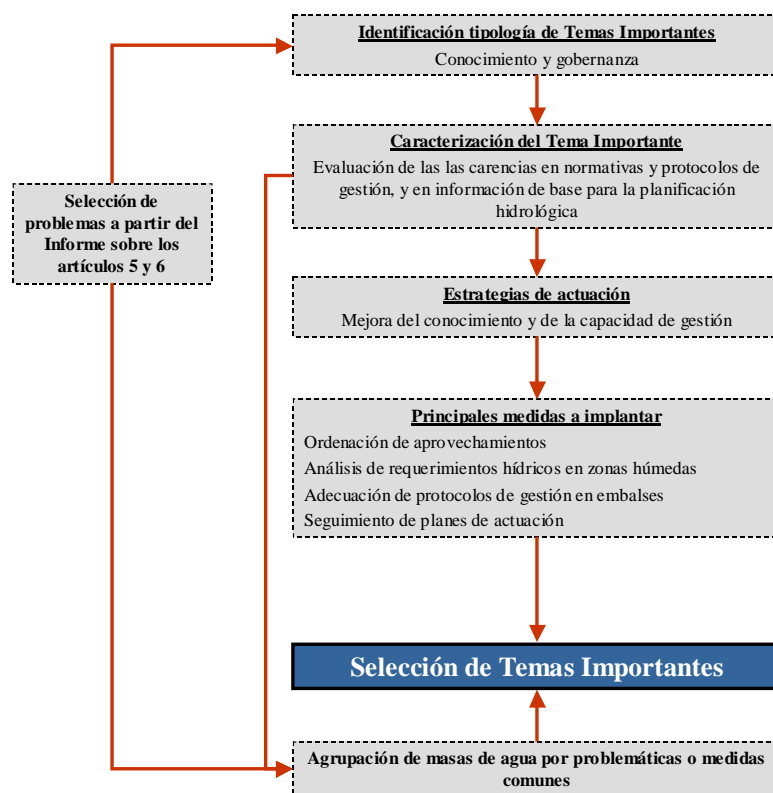 Identificación tipología de Temas Importantes
Conocimiento y gobernanza
Caracterización del Tema Importante
Evaluación de las las carencias en normativas y protocolos de
gestión, y en información de base para la planificación
hidrológica
Selección de
problemas a partir del
Informe sobre los
artículos 5 y 6
Estrategias de actuación
Mejora del conocimiento y de la capacidad de gestión
Principales medidas a implantar
Ordenación de aprovechamientos
Análisis de requerimientos hídricos en zonas húmedas
Adecuación de protocolos de gestión en embalses
Seguimiento de planes de actuación
Selección de Temas Importantes
Agrupación de masas de agua por problemáticas o medidas
comunes